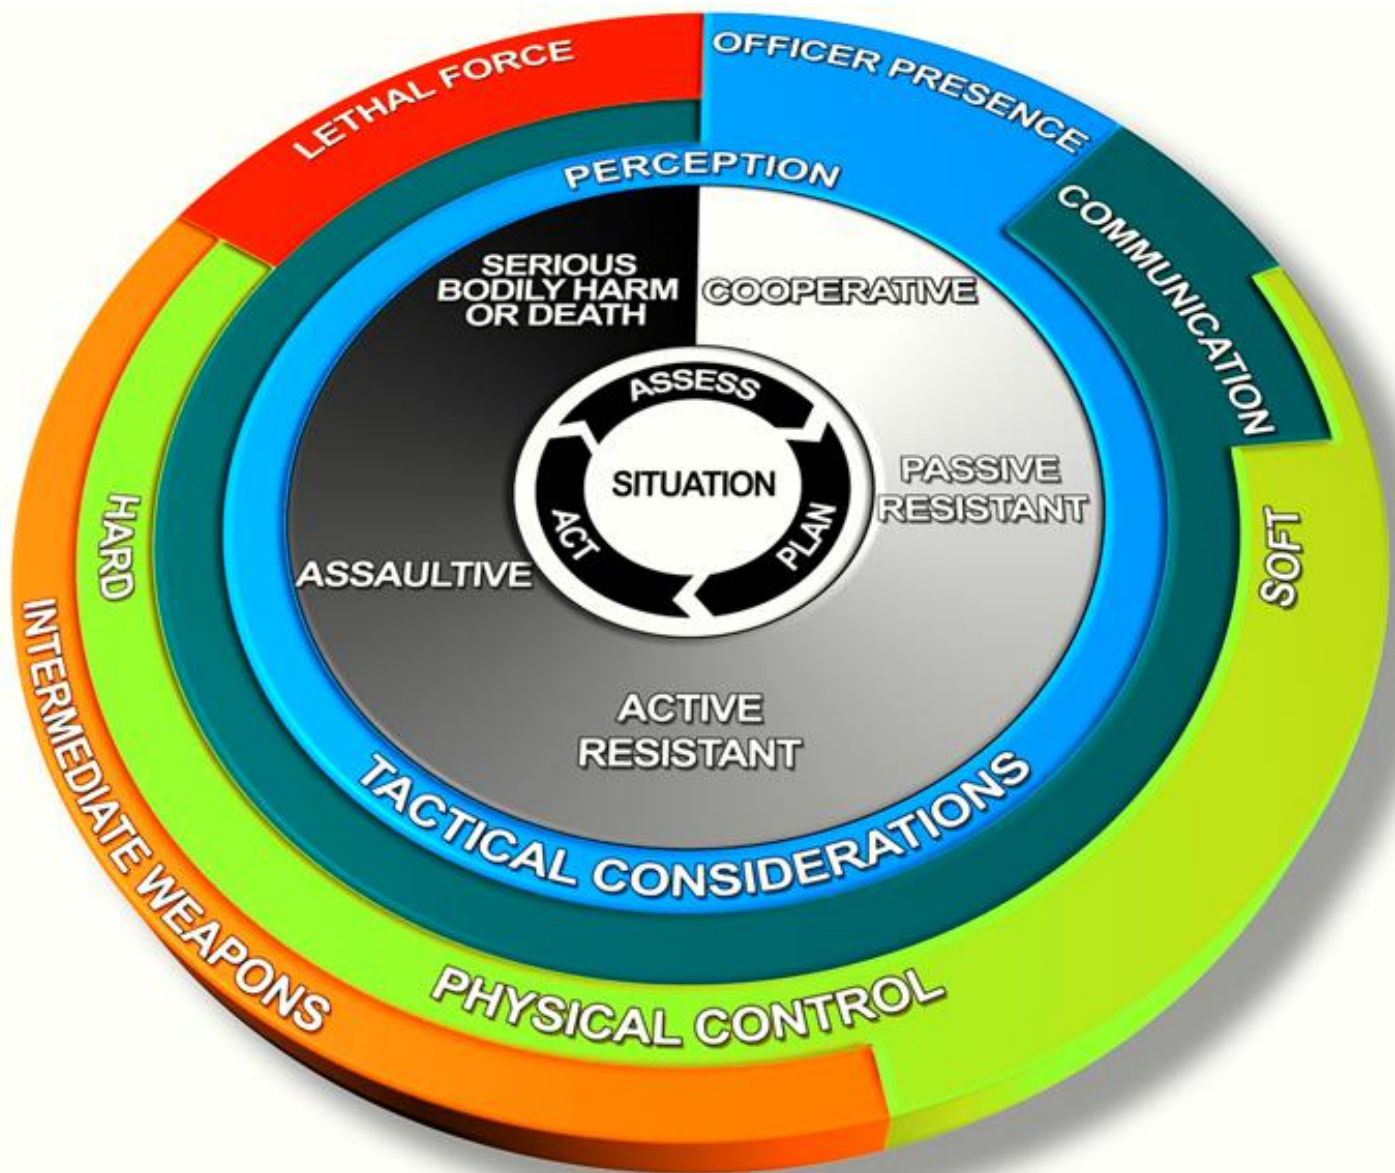 LETHAL FORCE
OFFICER PRESENCE
COMMUNICATION
PERCEPTION
SERIOUS
BODILY HARM
OR DEATH
COOPERATIVE
ASSESS
SITUATION
PLAN
ACT
PASSIVE
RESISTANT
ASSAULTIVE
ACTIVE
RESISTANT
HARD
SOFT
TACTICAL CONSIDERATIONS
INTERMEDIATE WEAPONS
PHYSICAL CONTROL